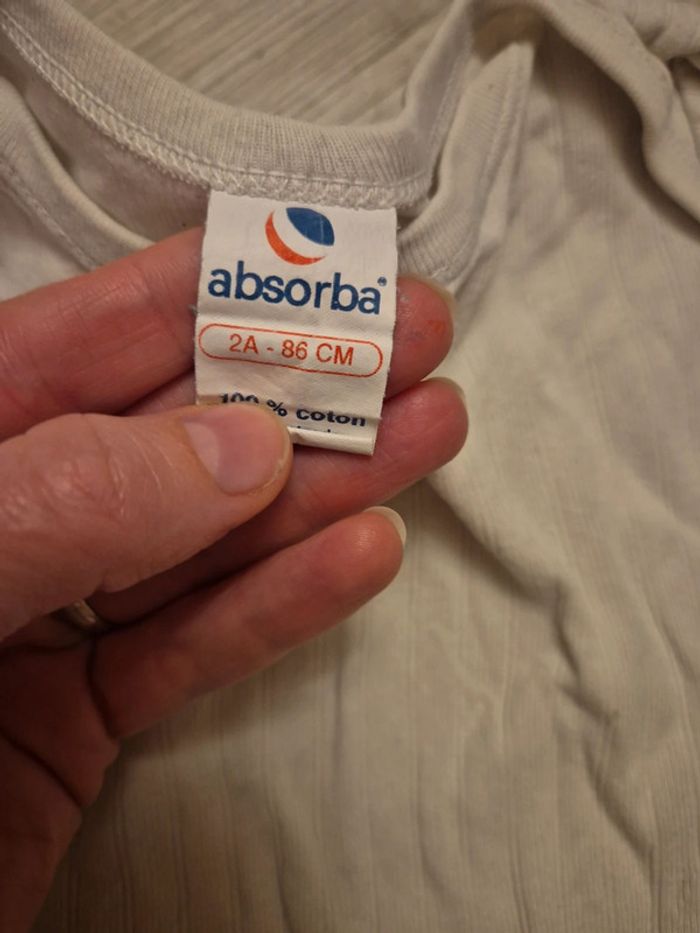 absorba®
2A - 86 CM
100 % coton